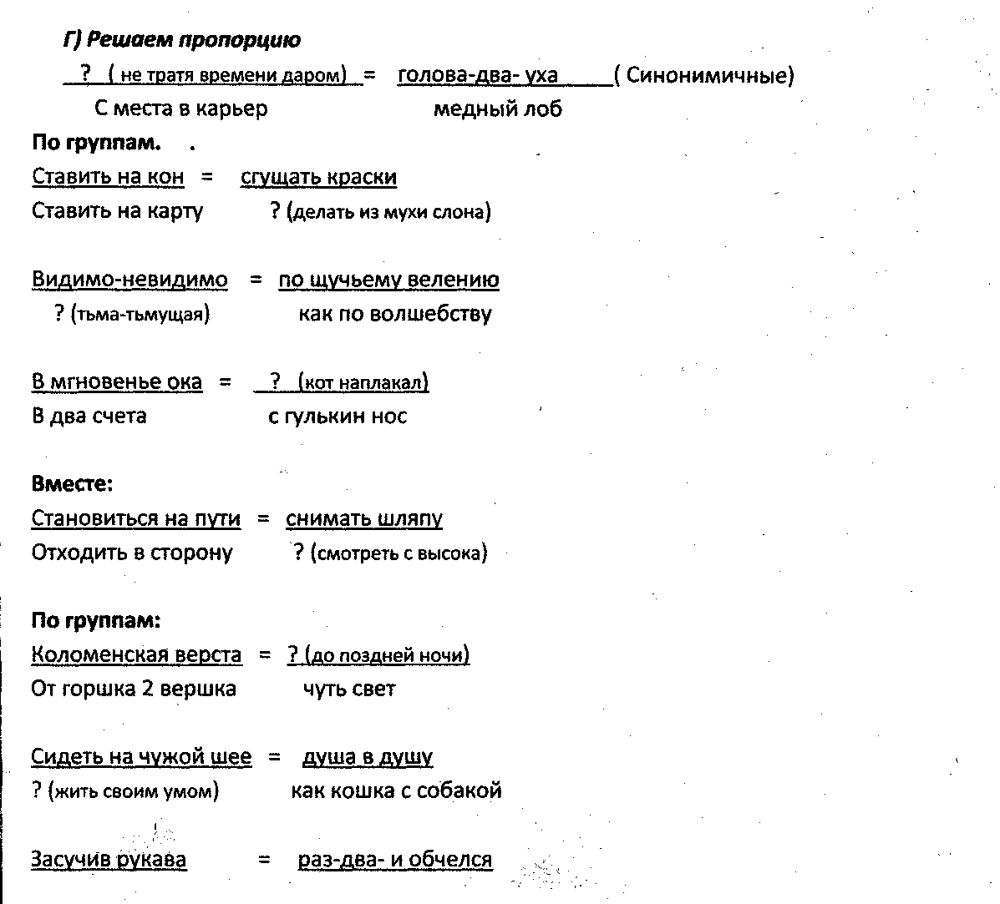 Г) Решаем пропорцию
? ( не тратя времени даром) = голова-два- уха ( Синонимичные)
С места в карьер медный лоб
По группам. .
Ставить на кон = сгущать краски
Ставить на карту ? (делать из мухи слона)
Видимо-невидимо = по щучьему велению
? (тьма-тьмущая) как по волшебству
В мгновенье ока = ? (кот наплакал)
В два счета с гулькин нос
Вместе:
Становиться на пути = снимать шляпу
Отходить в сторону ? (смотреть с высока)
По группам:
Коломенская верста = ? (до поздней ночи)
От горшка 2 вершка чуть свет
Сидеть на чужой шее = душа в душу
? (жить своим умом) как кошка с собакой
Засучив рукава = раз-два- и обчелся